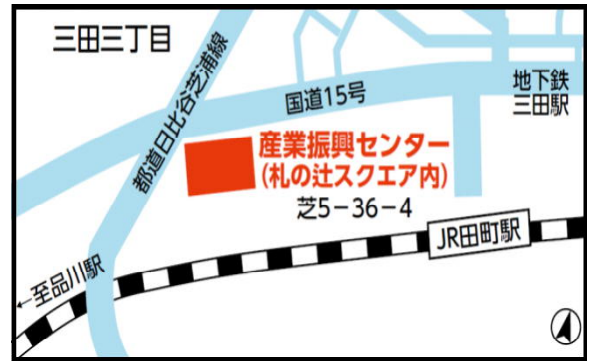 三田三丁目
都道日比谷芝浦線
国道15号
地下鉄
三田駅
産業振興センター
(札の辻スクエア内)
芝5-36-4
JR田町駅
←至品川駅